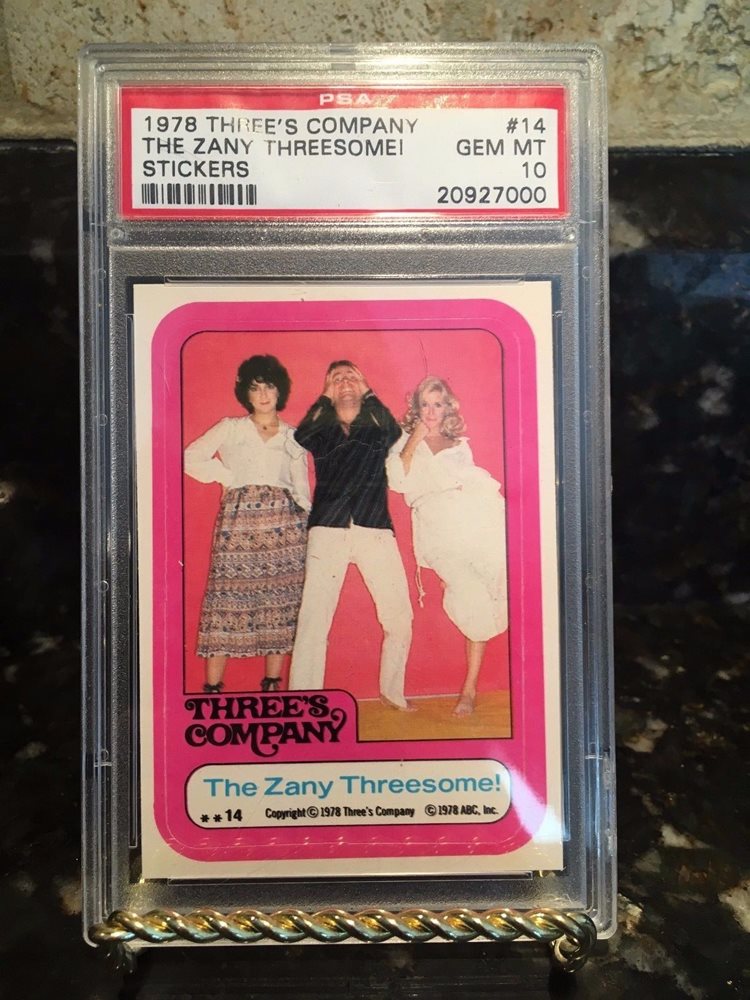 PSA
1978 THREE'S COMPANY #14
THE ZANY THREESOME! GEM MT
STICKERS 10
20927000
THREE'S
COMPANY
The Zany Threesome!
**14 Copyright © 1978 Three's Company © 1978 ABC, Inc.